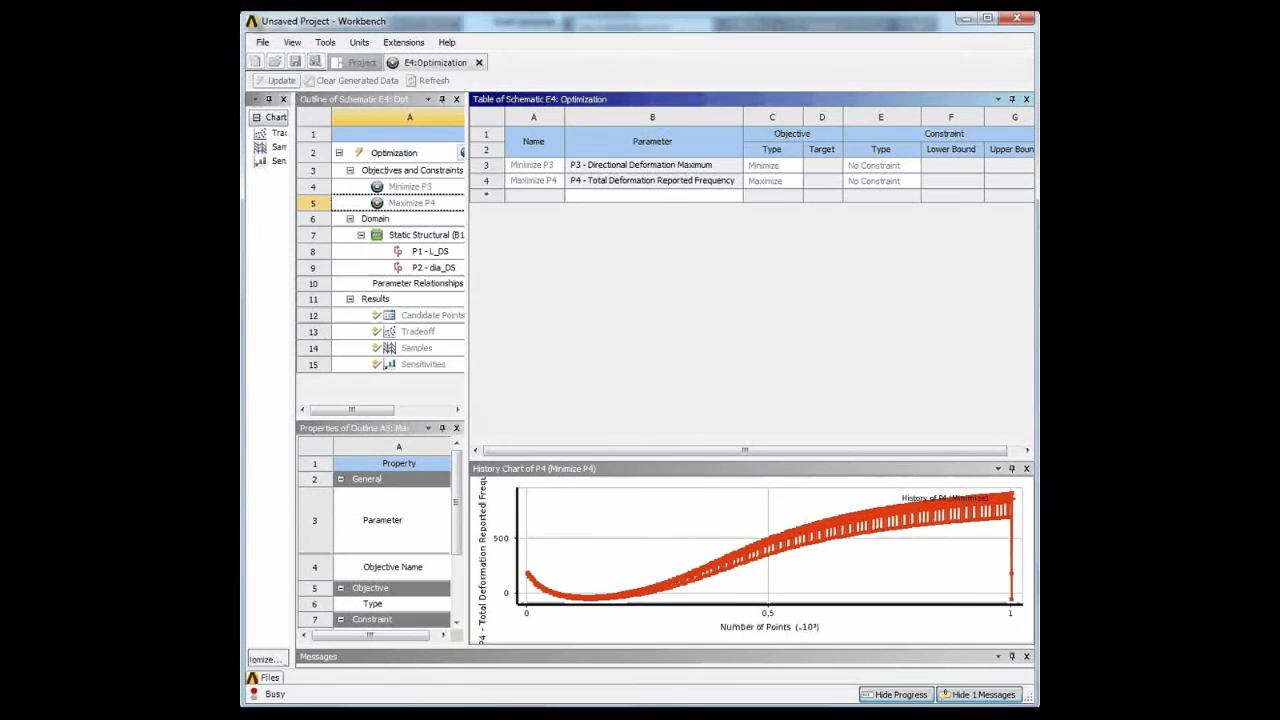 Unsaved Project - Workbench
File View Tools Units Extensions Help
Project E4:Optimization
Update Clear Generated Data Refresh
Outline of Schematic E4: Opt
Table of Schematic E4: Optimization
Chart
Sen
A
1
2 Optimization
3 Objectives and Constraints
4 Minimize P3
5 Maximize P4
6 Domain
7 Static Structural (B1
8 P1 - L_DS
9 P2 - dia_DS
10 Parameter Relationships
11 Results
12 Candidate Points
13 Tradeoff
14 Samples
15 Sensitivities
A B C D E F G
1 Name Parameter Objective Constraint
2 Type Target Type Lower Bound Upper Boun
3 Minimize P3 P3 - Directional Deformation Maximum Minimize No Constraint
4 Maximize P4 P4 - Total Deformation Reported Frequency Maximize No Constraint
*
Properties of Outline A5: Ma
A
1 Property
2 General
3 Parameter
4 Objective Name
5 Objective
6 Type
7 Constraint
History Chart of P4 (Minimize P4)
History of P4 (Minimize)
P4 - Total Deformation Reported Frequ
500
0
0 0,5 1
Number of Points (.10³)
tomize...
Messages
Files
Busy
Hide Progress Hide 1 Messages